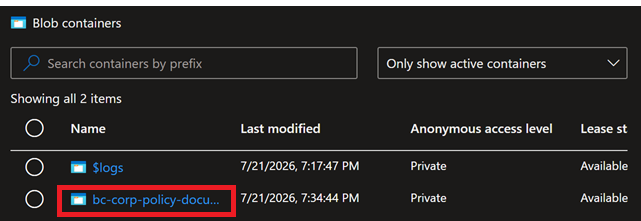 Blob containers
Search containers by prefix
Only show active containers
Showing all 2 items
Name Last modified Anonymous access level Lease st
$logs 7/21/2026, 7:17:47 PM Private Available
bc-corp-policy-docu... 7/21/2026, 7:34:44 PM Private Available